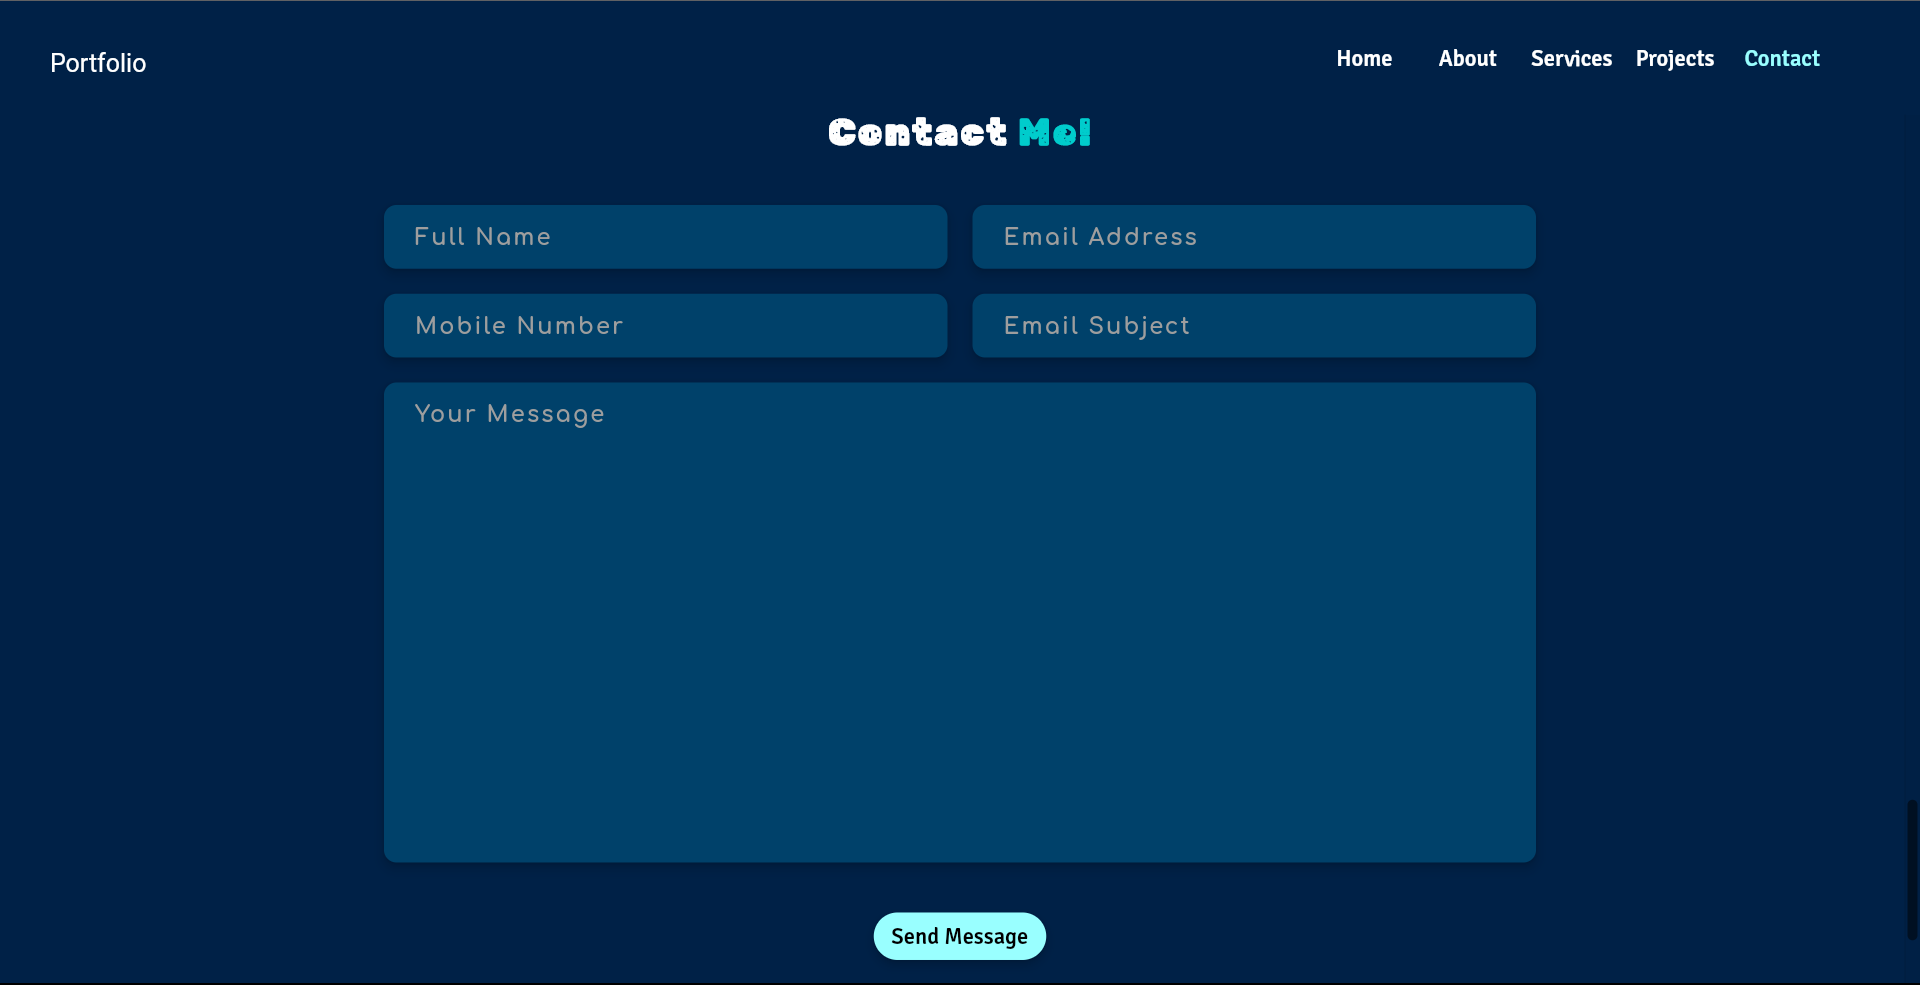 Portfolio
Home About Services Projects Contact
Contact Me!
Full Name
Email Address
Mobile Number
Email Subject
Your Message
Send Message